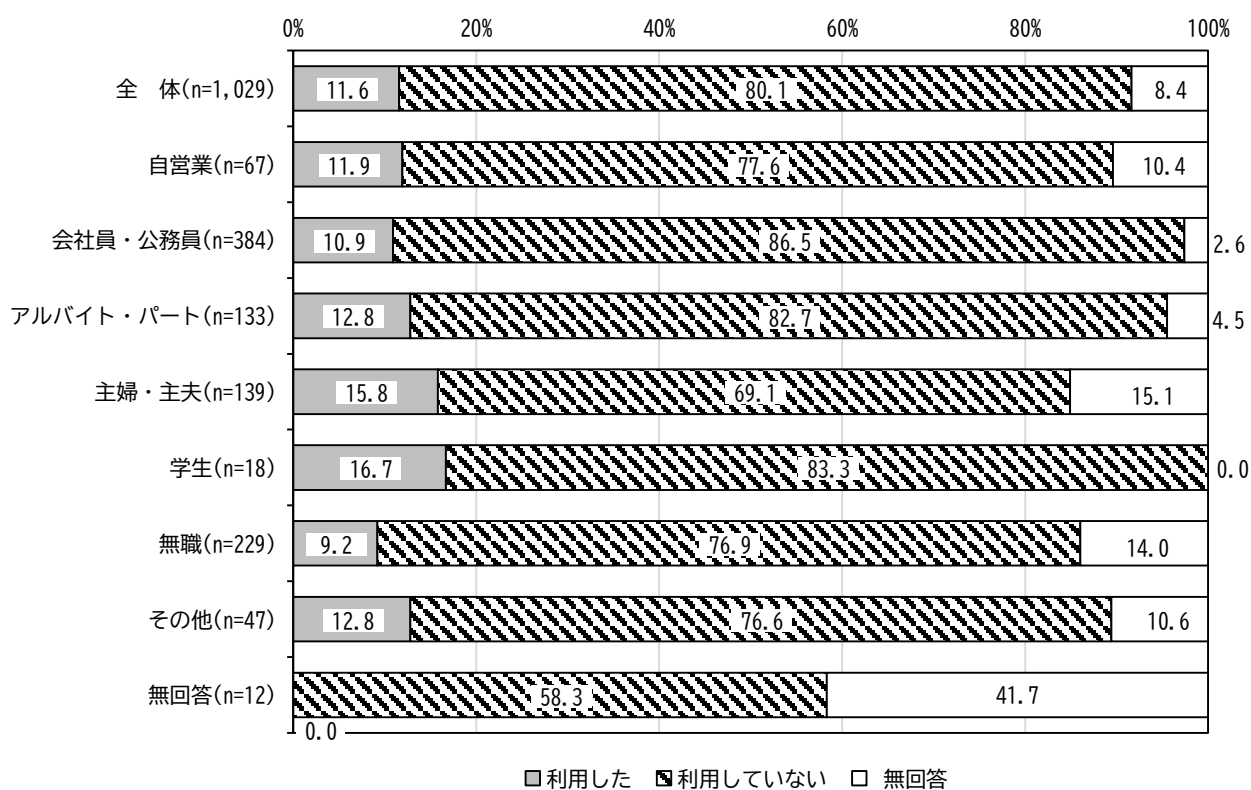 0% 20% 40% 60% 80% 100%
全　体(n=1,029) 11.6 80.1 8.4
自営業(n=67) 11.9 77.6 10.4
会社員・公務員(n=384) 10.9 86.5 2.6
アルバイト・パート(n=133) 12.8 82.7 4.5
主婦・主夫(n=139) 15.8 69.1 15.1
学生(n=18) 16.7 83.3 0.0
無職(n=229) 9.2 76.9 14.0
その他(n=47) 12.8 76.6 10.6
無回答(n=12) 58.3 41.7
0.0
利用した 利用していない 無回答